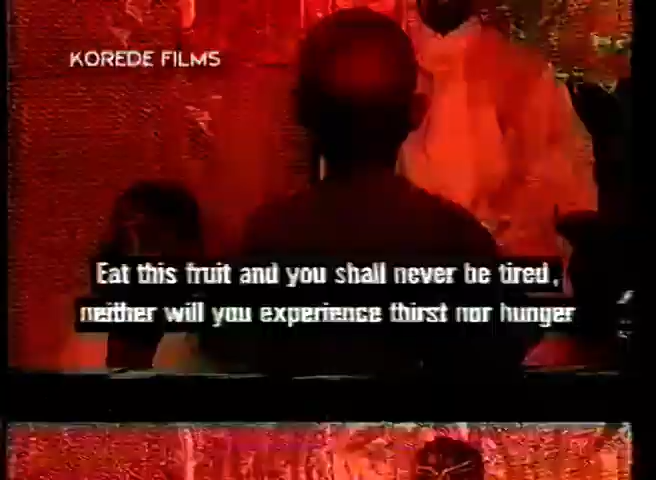 KOREDE FILMS
Eat this fruit and you shall never be tired,
neither will you experience thirst nor hunger